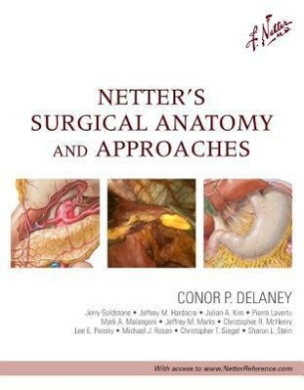 F. Netter M.D.
NETTER'S
SURGICAL ANATOMY
AND APPROACHES
CONOR P. DELANEY
Jerry Goldstone • Jeffrey M. Hardacre • Julian A. Kim • Pierre Lavertu
Mark A. Malangoni • Jeffrey M. Marks • Christopher R. McHenry
Lee E. Ponsky • Michael J. Rosen • Christopher T. Siegel • Sharon L. Stein
With access to www.NetterReference.com